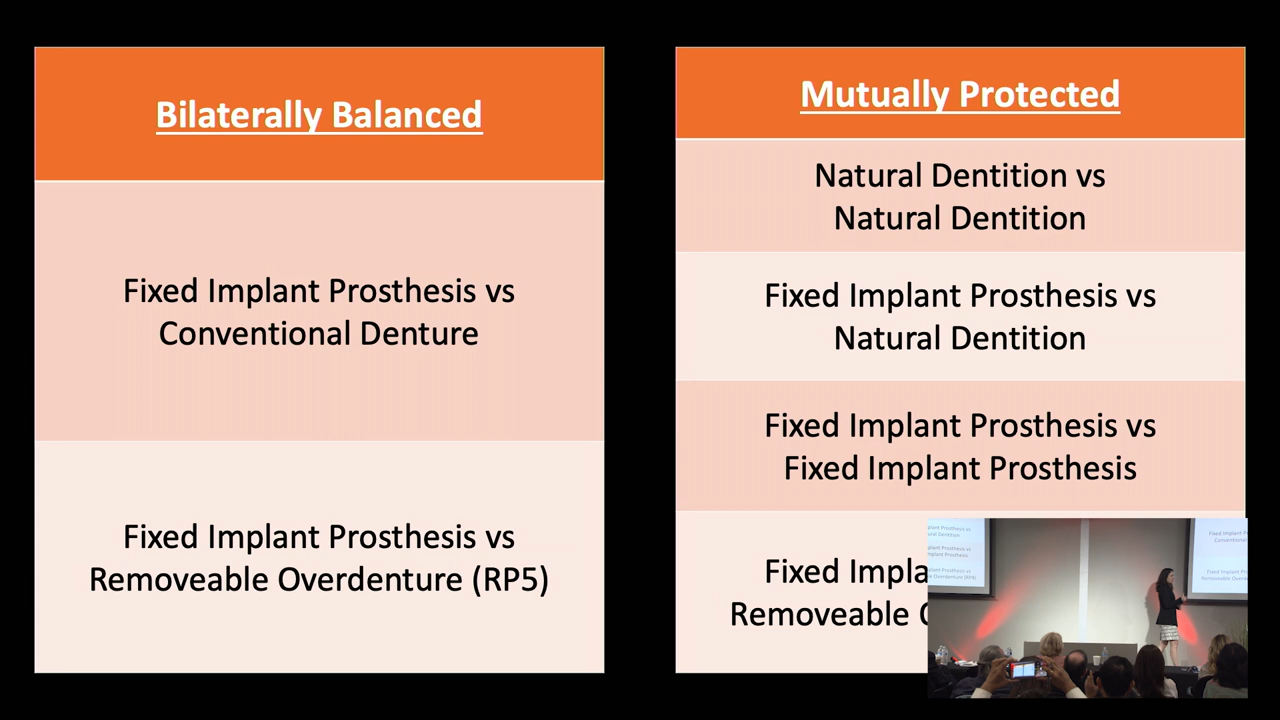 Bilaterally Balanced
Fixed Implant Prosthesis vs
Conventional Denture
Fixed Implant Prosthesis vs
Removeable Overdenture (RP5)
Mutually Protected
Natural Dentition vs
Natural Dentition
Fixed Implant Prosthesis vs
Natural Dentition
Fixed Implant Prosthesis vs
Fixed Implant Prosthesis
Fixed
Removeable